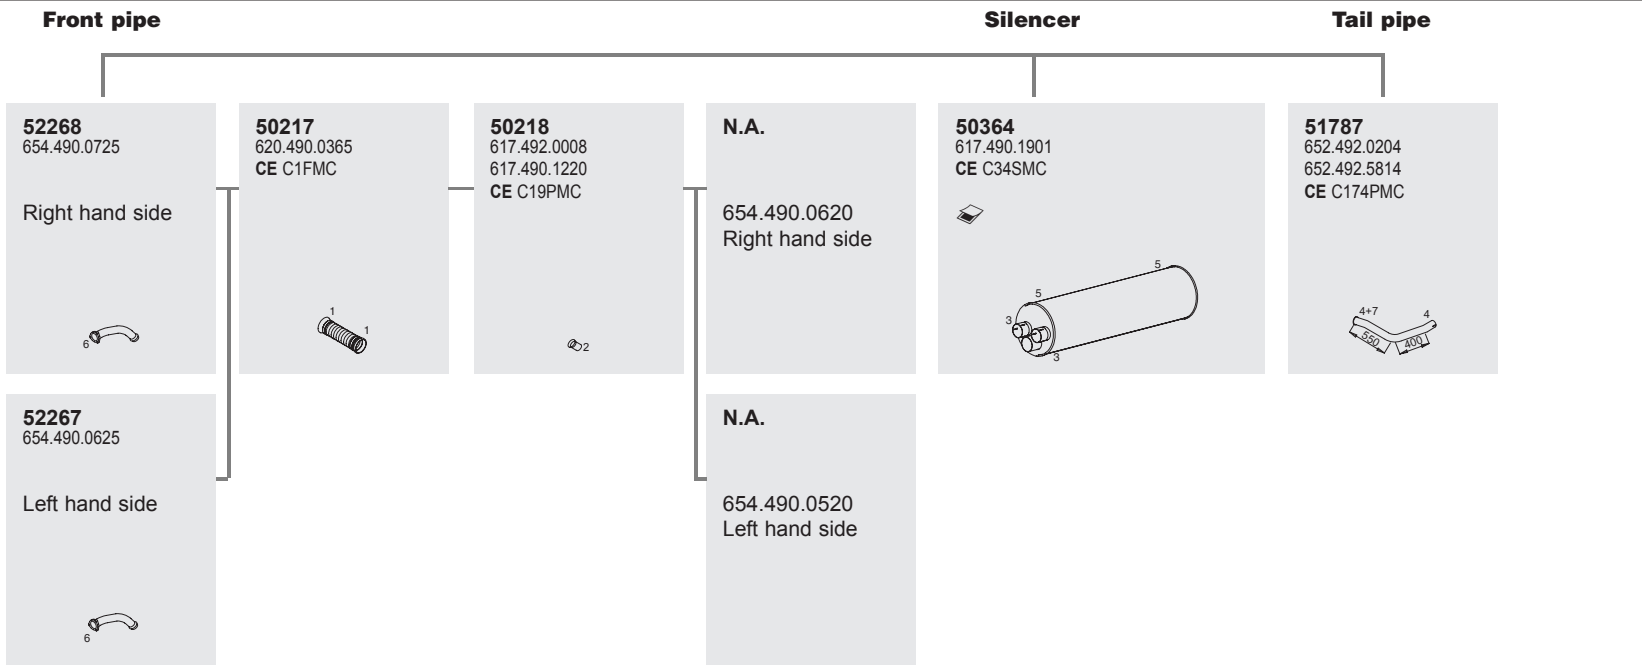 Front pipe
Silencer
Tail pipe
52268
654.490.0725
Right hand side
6
50217
620.490.0365
CE C1FMC
1
1
50218
617.492.0008
617.490.1220
CE C19PMC
2
N.A.
654.490.0620
Right hand side
50364
617.490.1901
CE C34SMC
5
5
3
3
51787
652.492.0204
652.492.5814
CE C174PMC
4+7
4
550
400
52267
654.490.0625
Left hand side
6
N.A.
654.490.0520
Left hand side